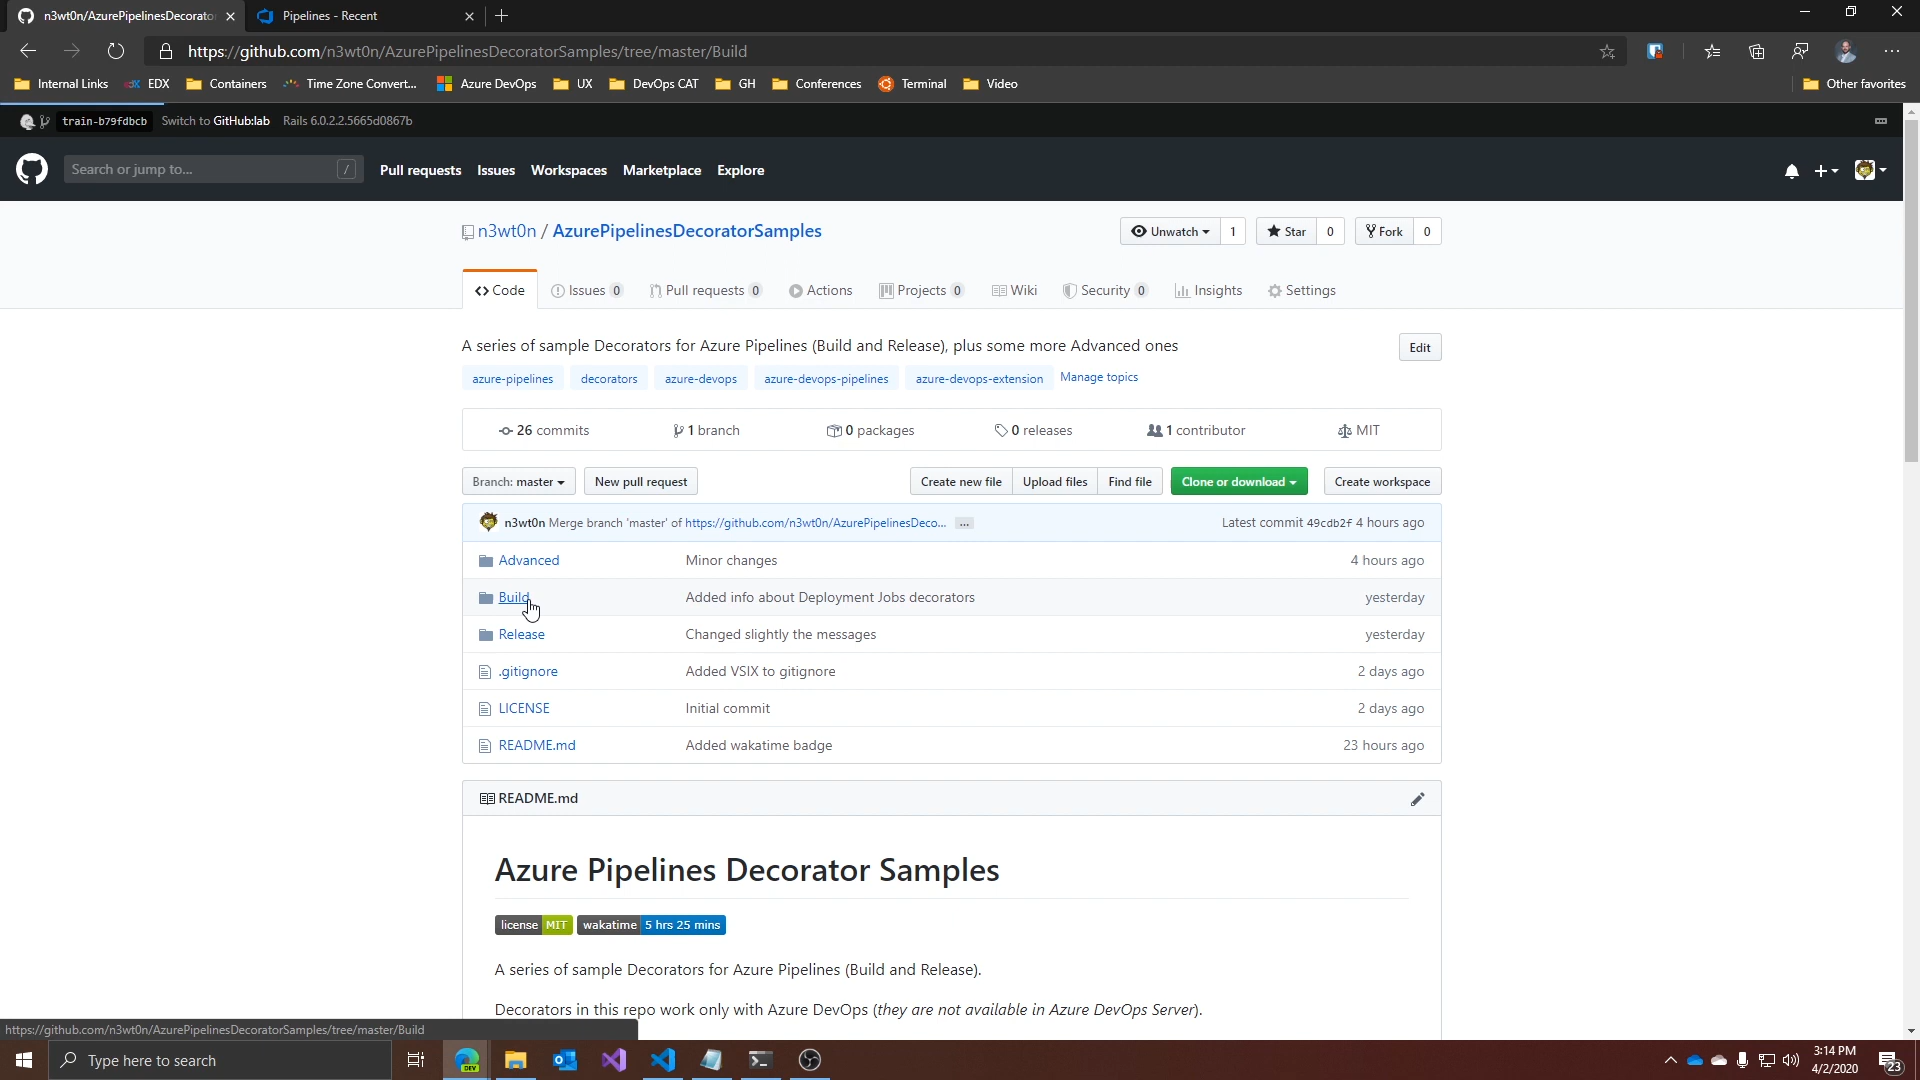 n3wt0n/AzurePipelinesDecorator
Pipelines - Recent
https://github.com/n3wt0n/AzurePipelinesDecoratorSamples/tree/master/Build
Internal Links EDX Containers Time Zone Convert... Azure DevOps UX DevOps CAT GH Conferences Terminal Video Other favorites
train-b79fdbcb Switch to GitHub:lab Rails 6.0.2.2.5665d0867b
Search or jump to... / Pull requests Issues Workspaces Marketplace Explore
n3wt0n / AzurePipelinesDecoratorSamples Unwatch 1 Star 0 Fork 0
Code Issues 0 Pull requests 0 Actions Projects 0 Wiki Security 0 Insights Settings
A series of sample Decorators for Azure Pipelines (Build and Release), plus some more Advanced ones Edit
azure-pipelines decorators azure-devops azure-devops-pipelines azure-devops-extension Manage topics
26 commits 1 branch 0 packages 0 releases 1 contributor MIT
Branch: master New pull request Create new file Upload files Find file Clone or download Create workspace
n3wt0n Merge branch 'master' of https://github.com/n3wt0n/AzurePipelinesDeco... ... Latest commit 49cdb2f 4 hours ago
Advanced Minor changes 4 hours ago
Build Added info about Deployment Jobs decorators yesterday
Release Changed slightly the messages yesterday
.gitignore Added VSIX to gitignore 2 days ago
LICENSE Initial commit 2 days ago
README.md Added wakatime badge 23 hours ago
README.md
Azure Pipelines Decorator Samples
license MIT wakatime 5 hrs 25 mins
A series of sample Decorators for Azure Pipelines (Build and Release).
Decorators in this repo work only with Azure DevOps (they are not available in Azure DevOps Server).
https://github.com/n3wt0n/AzurePipelinesDecoratorSamples/tree/master/Build
Type here to search
DEV
3:14 PM
4/2/2020
23